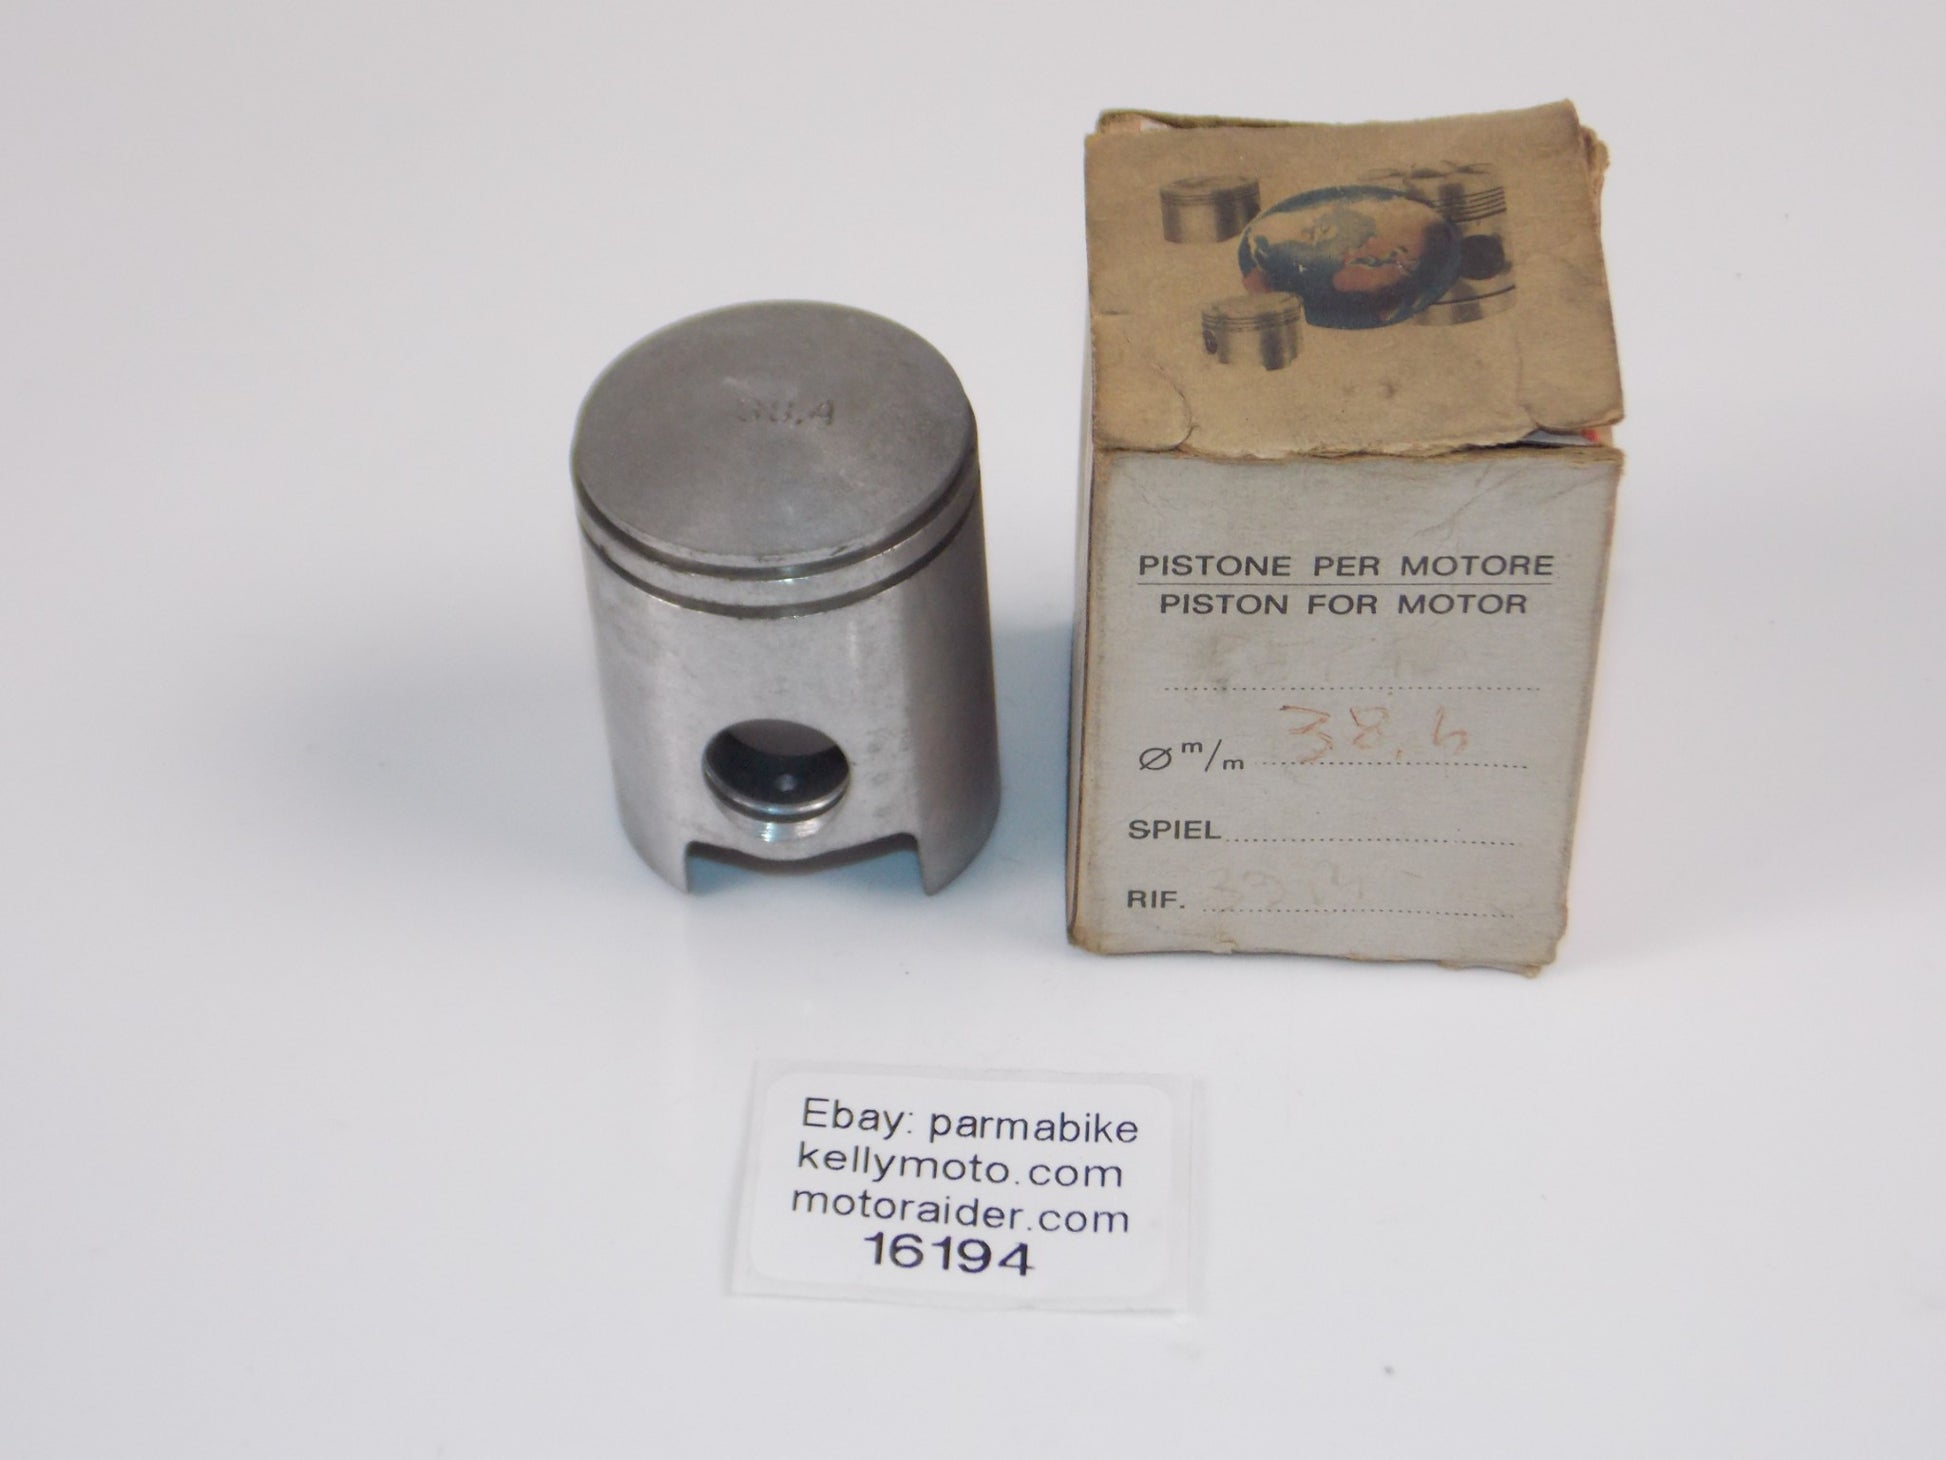 38.4
PISTONE PER MOTORE
PISTON FOR MOTOR
Ø m/m 38.4
SPIEL
RIF.
Ebay: parmabike
kellymoto.com
motoraider.com
16194